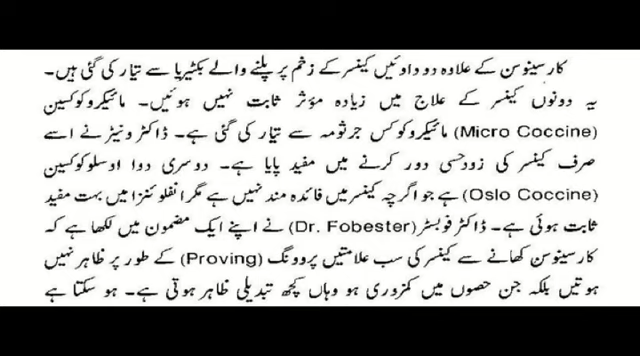 کارسینوسن کے علاوہ دو دوائیں کینسر کے زخم پر پلنے والے بکٹیریا سے تیار کی گئی ہیں۔
یہ دونوں کینسر کے علاج میں زیادہ مؤثر ثابت نہیں ہوئیں۔ مائیکروکوکسین
(Micro Coccine) مائیکروکوکس جرثومہ سے تیار کی گئی ہے۔ ڈاکٹر ونیئر نے اسے
صرف کینسر کی زودحسی دور کرنے میں مفید پایا ہے۔ دوسری دوا اوسلوکوکسین
(Oslo Coccine) ہے جو اگرچہ کینسر میں فائدہ مند نہیں ہے مگر انفلوئنزا میں بہت مفید
ثابت ہوئی ہے۔ ڈاکٹر فوبسٹر (Dr. Fobester) نے اپنے ایک مضمون میں لکھا ہے کہ
کارسینوسن کھانے سے کینسر کی سب علامتیں پروونگ (Proving) کے طور پر ظاہر نہیں
ہوتیں بلکہ جن حصوں میں کمزوری ہو وہاں کچھ تبدیلی ظاہر ہوتی ہے۔ ہو سکتا ہے